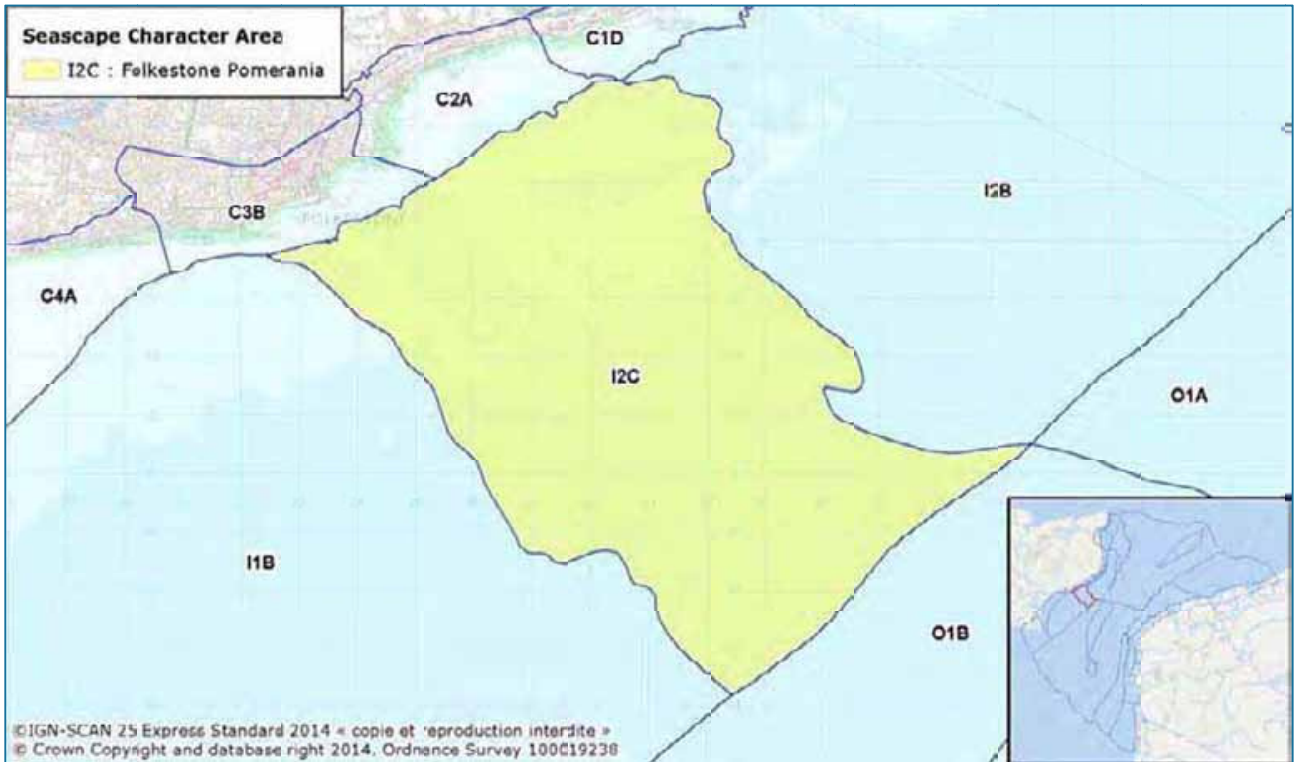 Seascape Character Area
I2C : Folkestone Pomerania
C1D
C2A
I2B
C3B
C4A
I2C
O1A
I1B
O1B
©IGN-SCAN 25 Express Standard 2014 « copie et reproduction interdite »
© Crown Copyright and database right 2014. Ordnance Survey 100019238